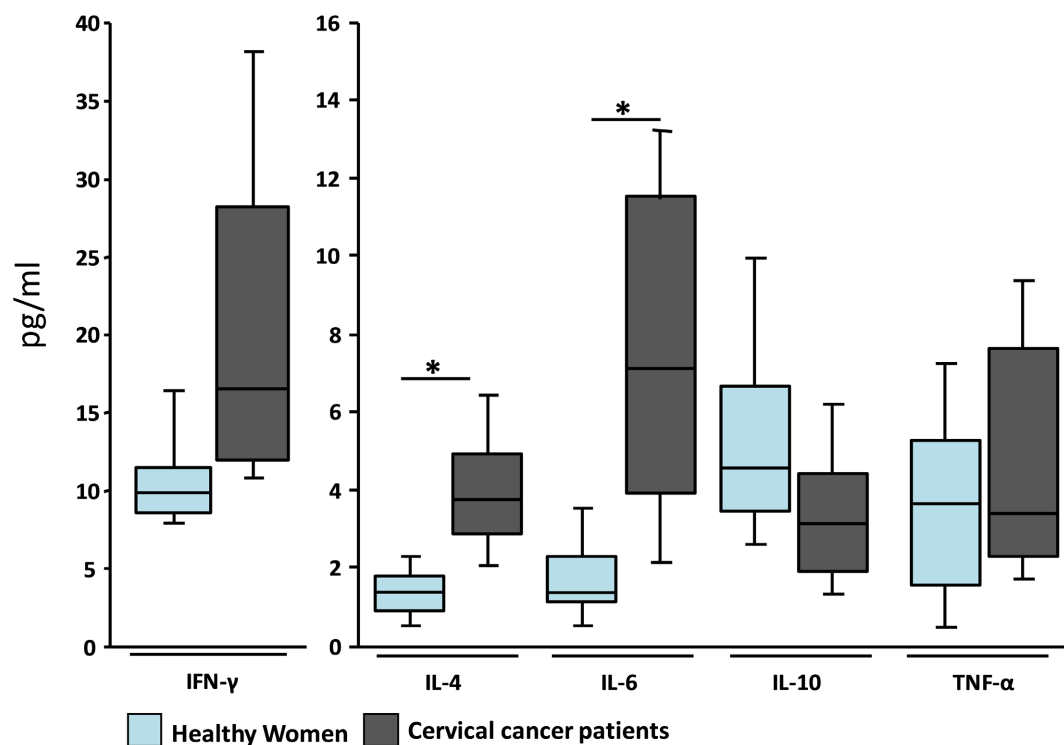 pg/ml
40
35
30
25
20
15
10
5
0
16
14
12
10
8
6
4
2
0
*
*
IFN-γ
IL-4
IL-6
IL-10
TNF-α
Healthy Women
Cervical cancer patients